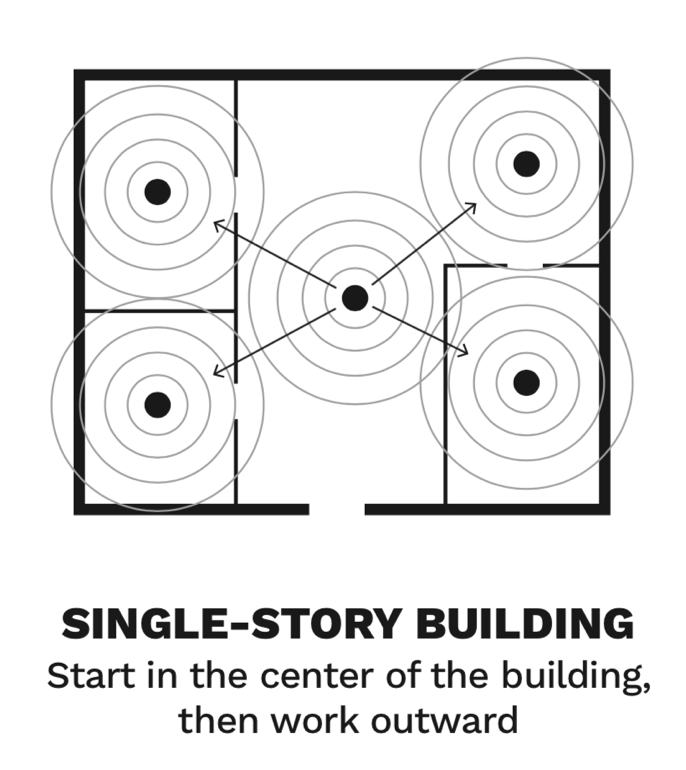 SINGLE-STORY BUILDING
Start in the center of the building,
then work outward